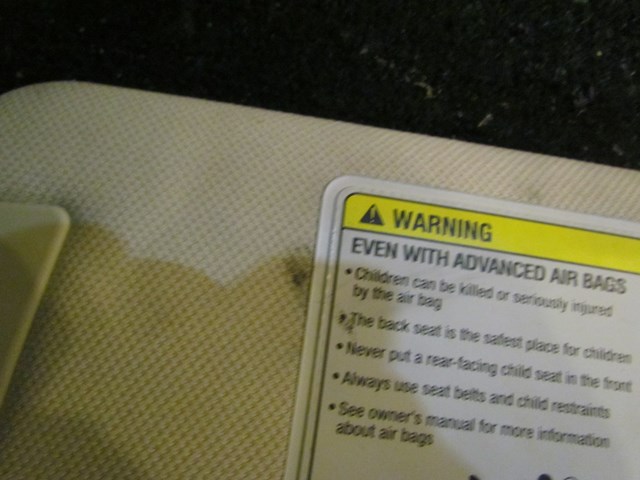 WARNING
EVEN WITH ADVANCED AIR BAGS
• Children can be killed or seriously injured
by the air bag
• The back seat is the safest place for children
• Never put a rear-facing child seat in the front
• Always use seat belts and child restraints
• See owner's manual for more information
about air bags